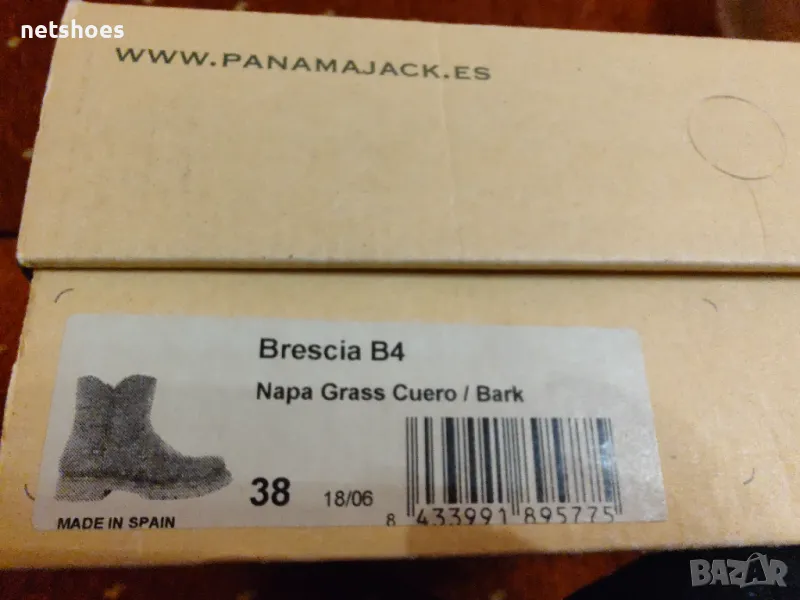 netshoes
WWW.PANAMAJACK.ES
Brescia B4
Napa Grass Cuero / Bark
38 18/06
8 433991 895775
MADE IN SPAIN
BAZAR